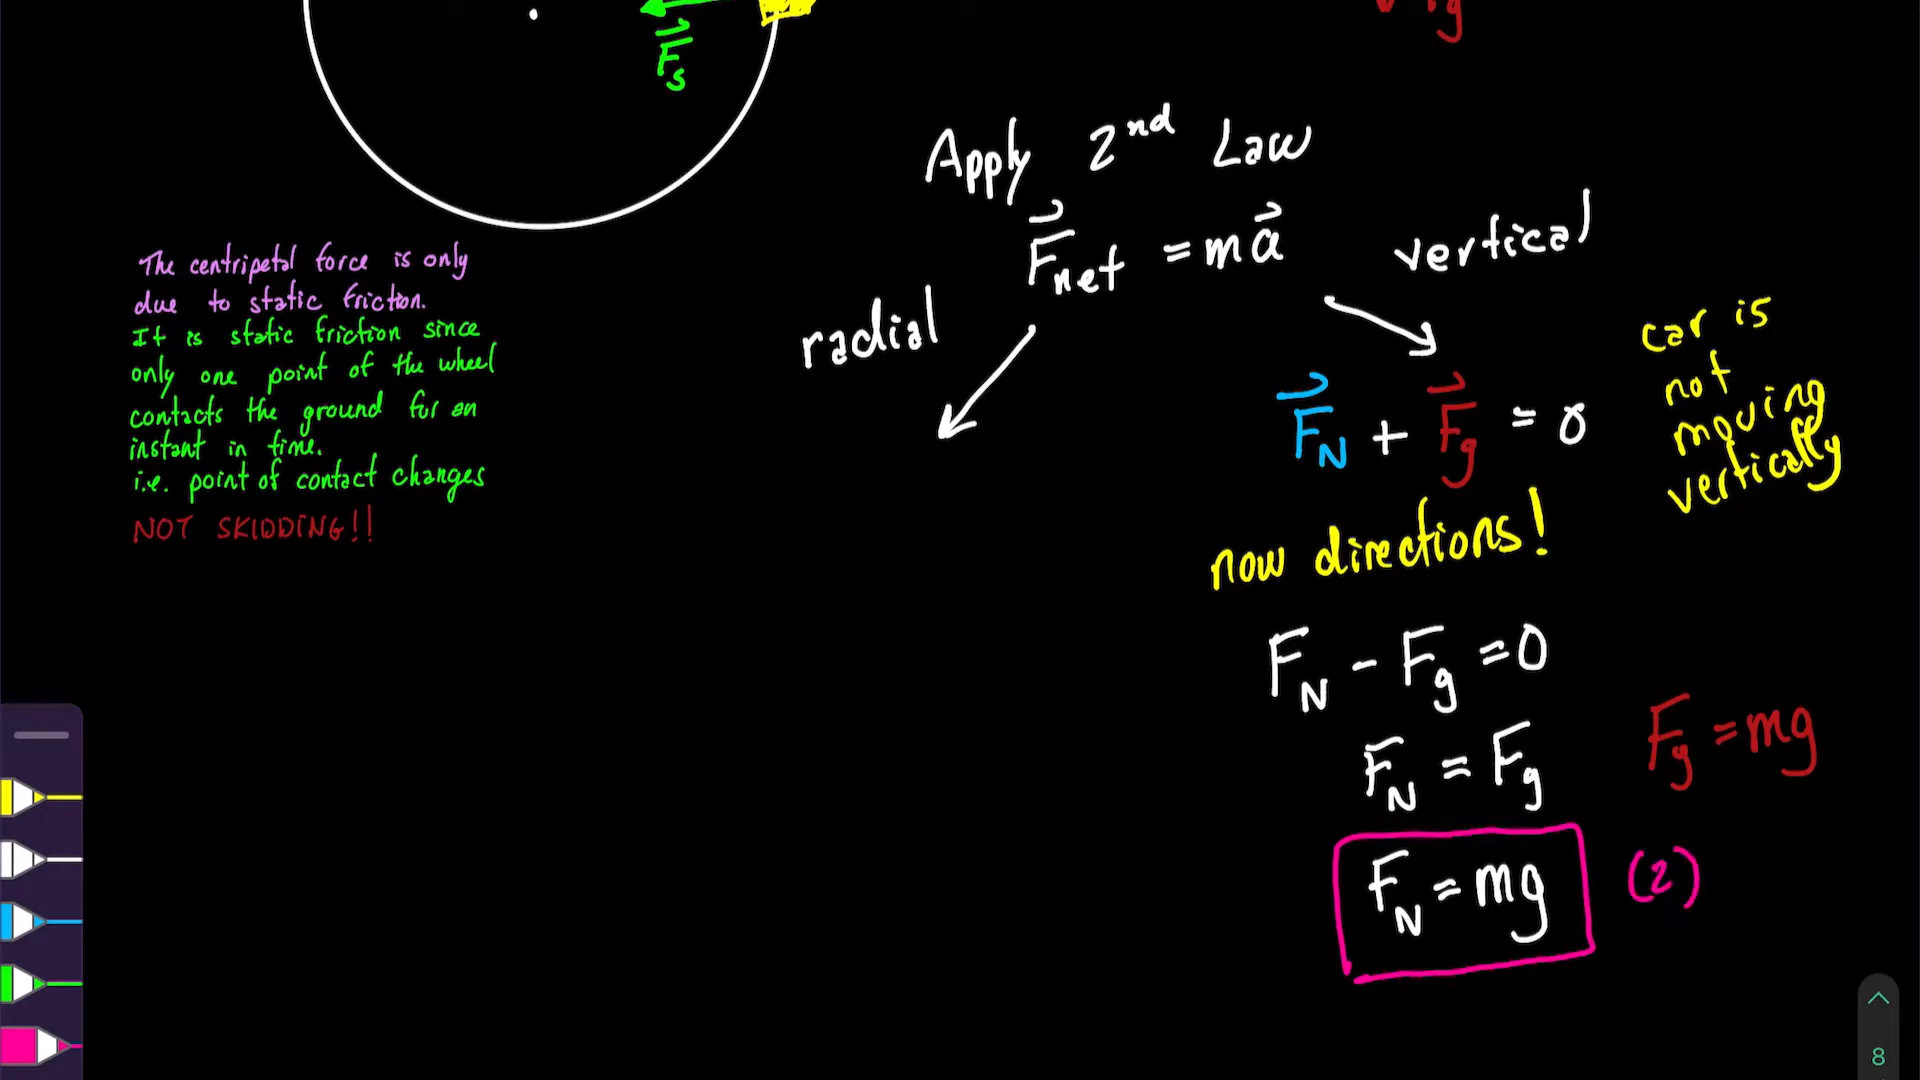 F⃗s
Apply 2nd Law
F⃗net = ma⃗
radial
vertical
F⃗N + F⃗g = 0
car is
not
moving
vertically
now directions!
FN - Fg = 0
FN = Fg
Fg = mg
FN = mg (2)
The centripetal force is only
due to static friction.
It is static friction since
only one point of the wheel
contacts the ground for an
instant in time.
i.e. point of contact changes
NOT SKIDDING!!
8